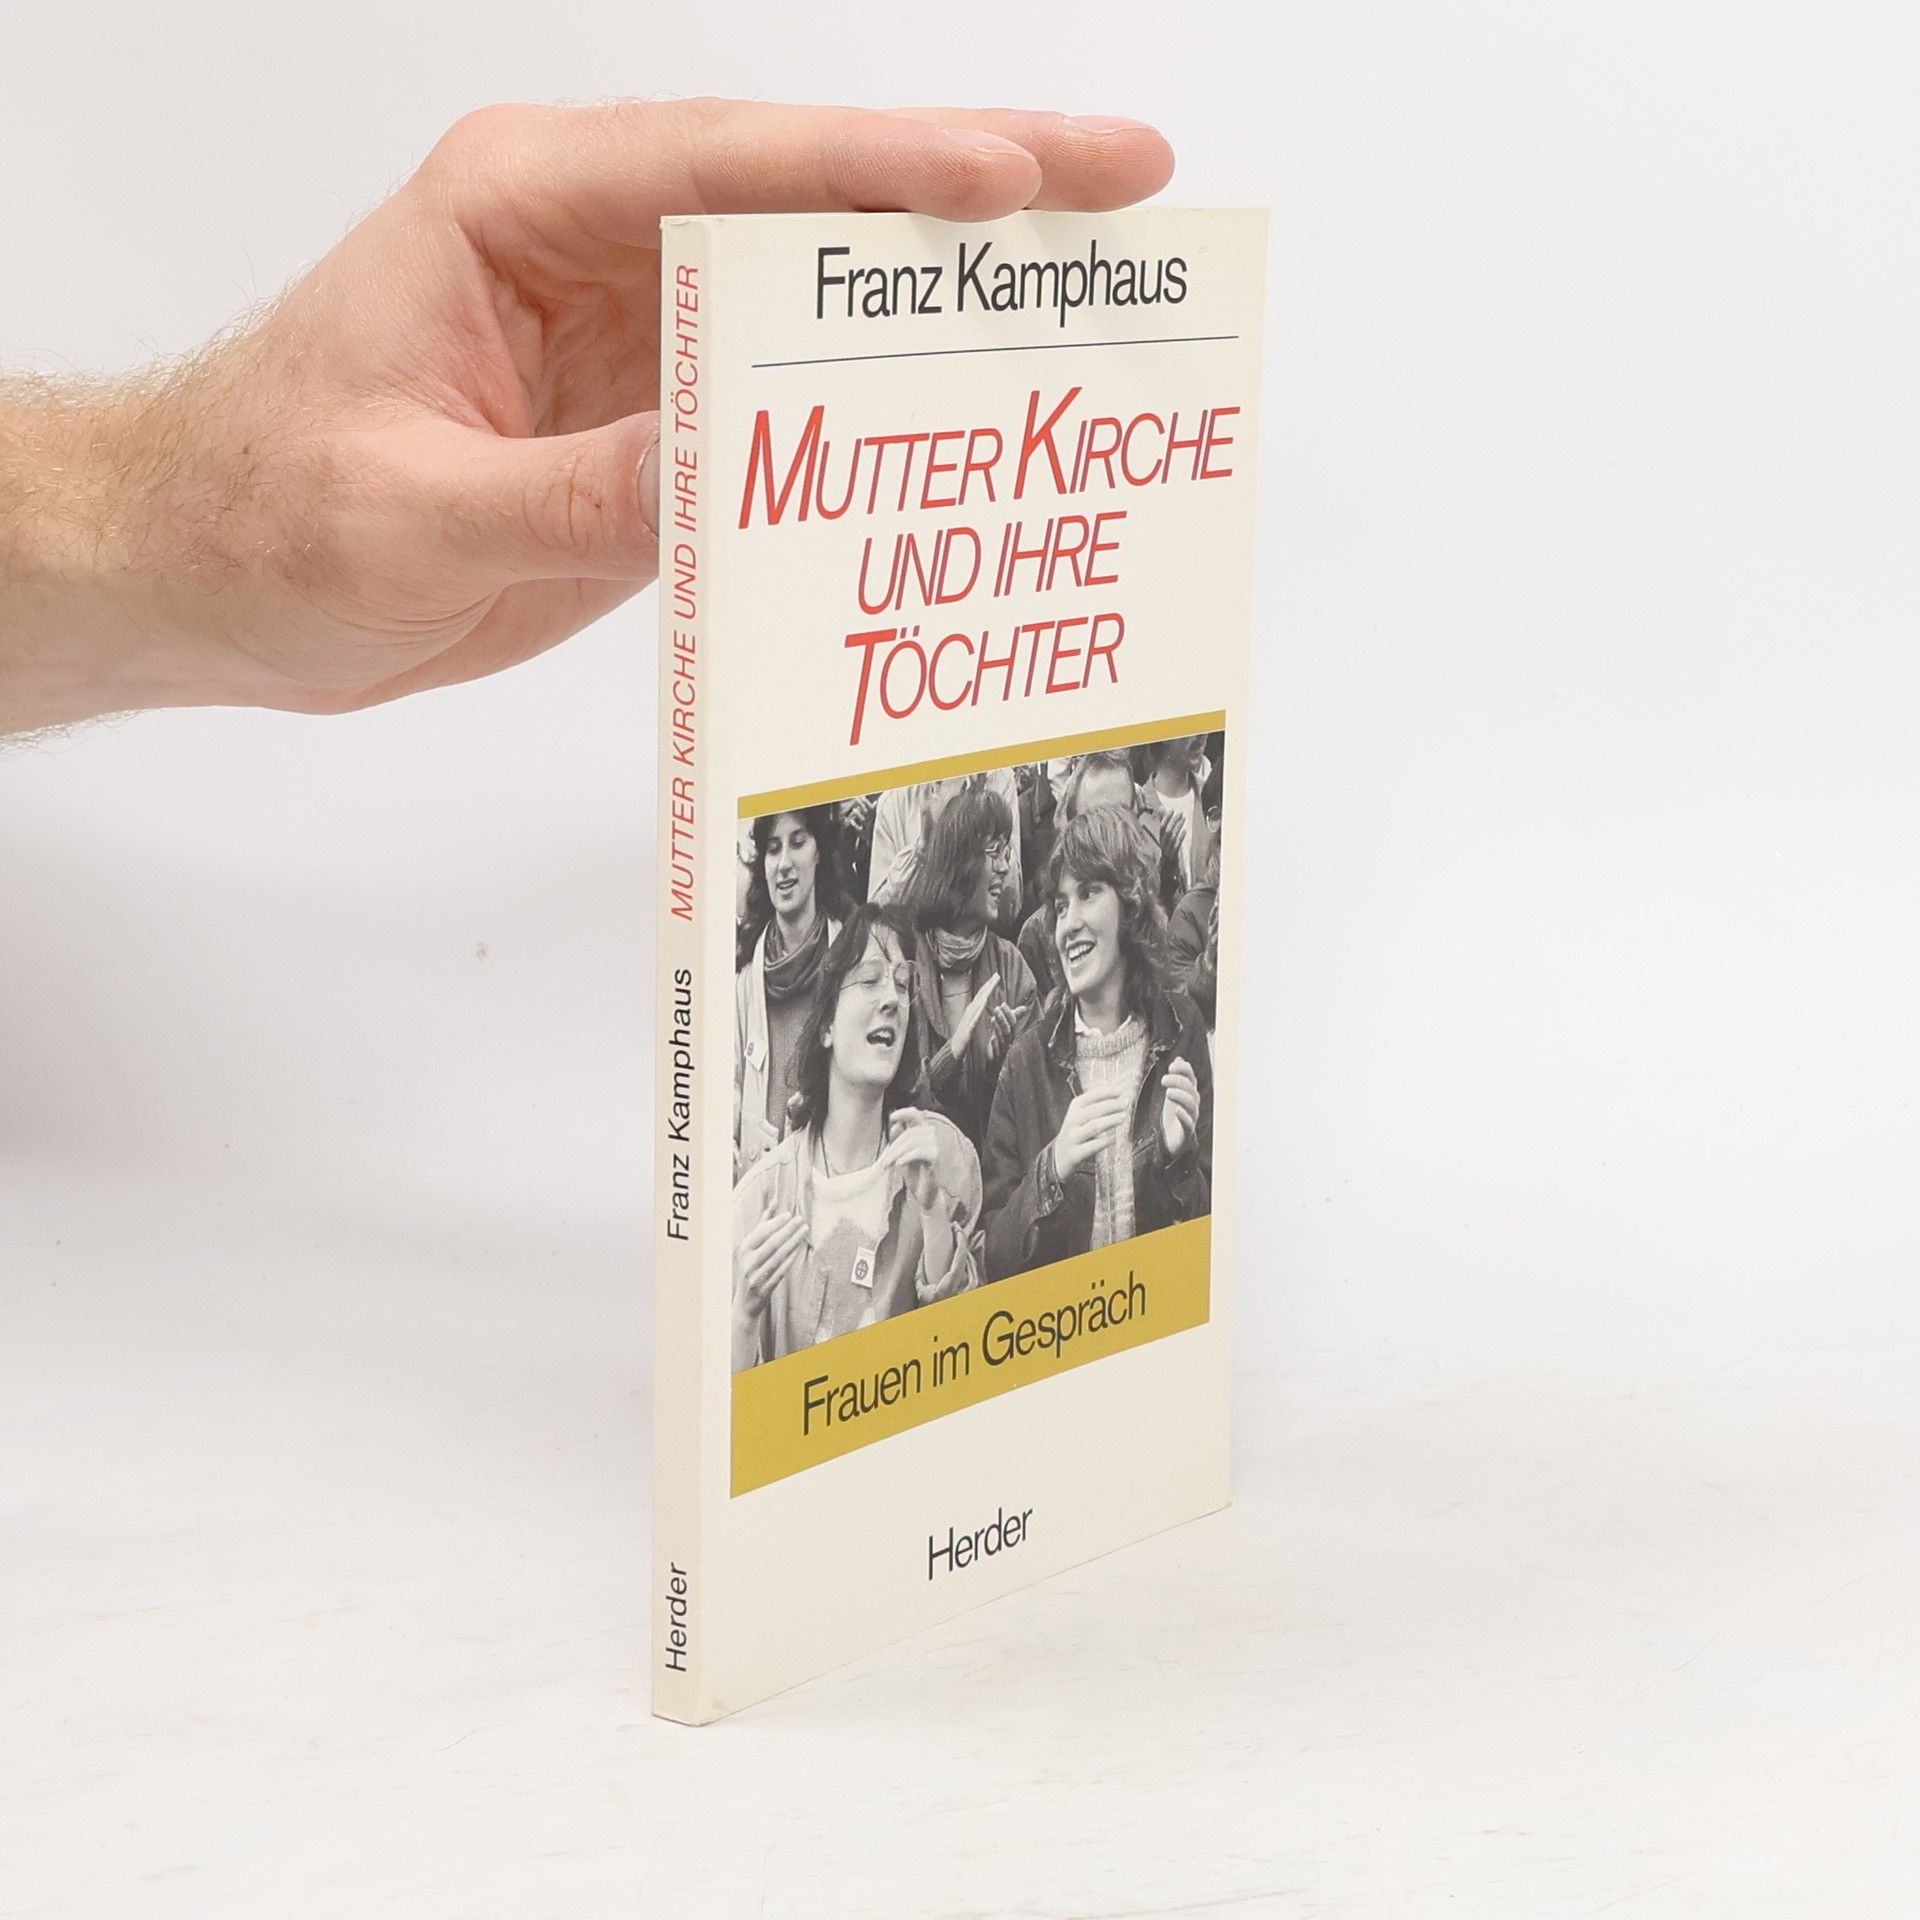 Franz Kamphaus
MUTTER KIRCHE
UND IHRE
TÖCHTER
Frauen im Gespräch
Herder
Herder Franz Kamphaus MUTTER KIRCHE UND IHRE TÖCHTER